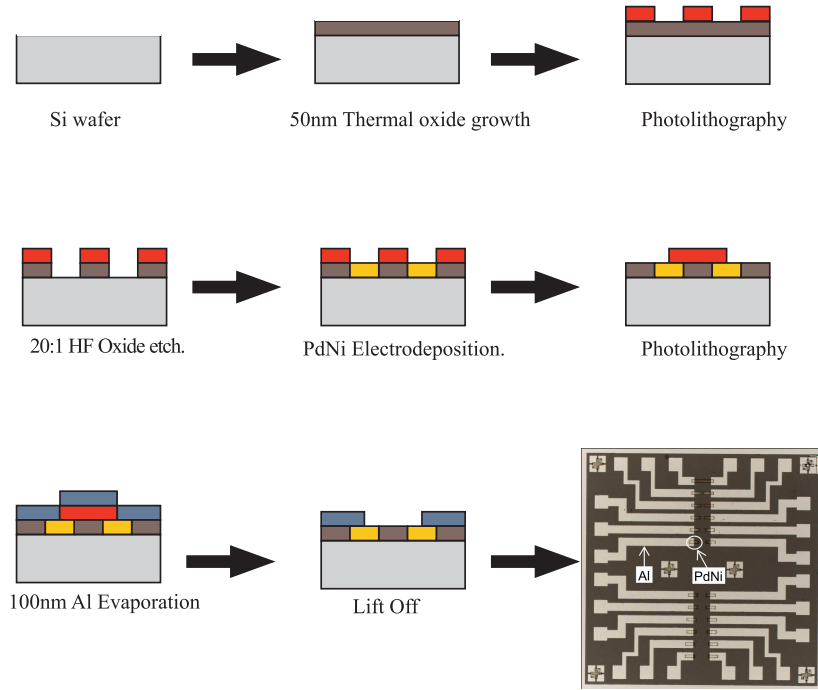 Si wafer
50nm Thermal oxide growth
Photolithography
20:1 HF Oxide etch.
PdNi Electrodeposition.
Photolithography
100nm Al Evaporation
Lift Off
Al
PdNi